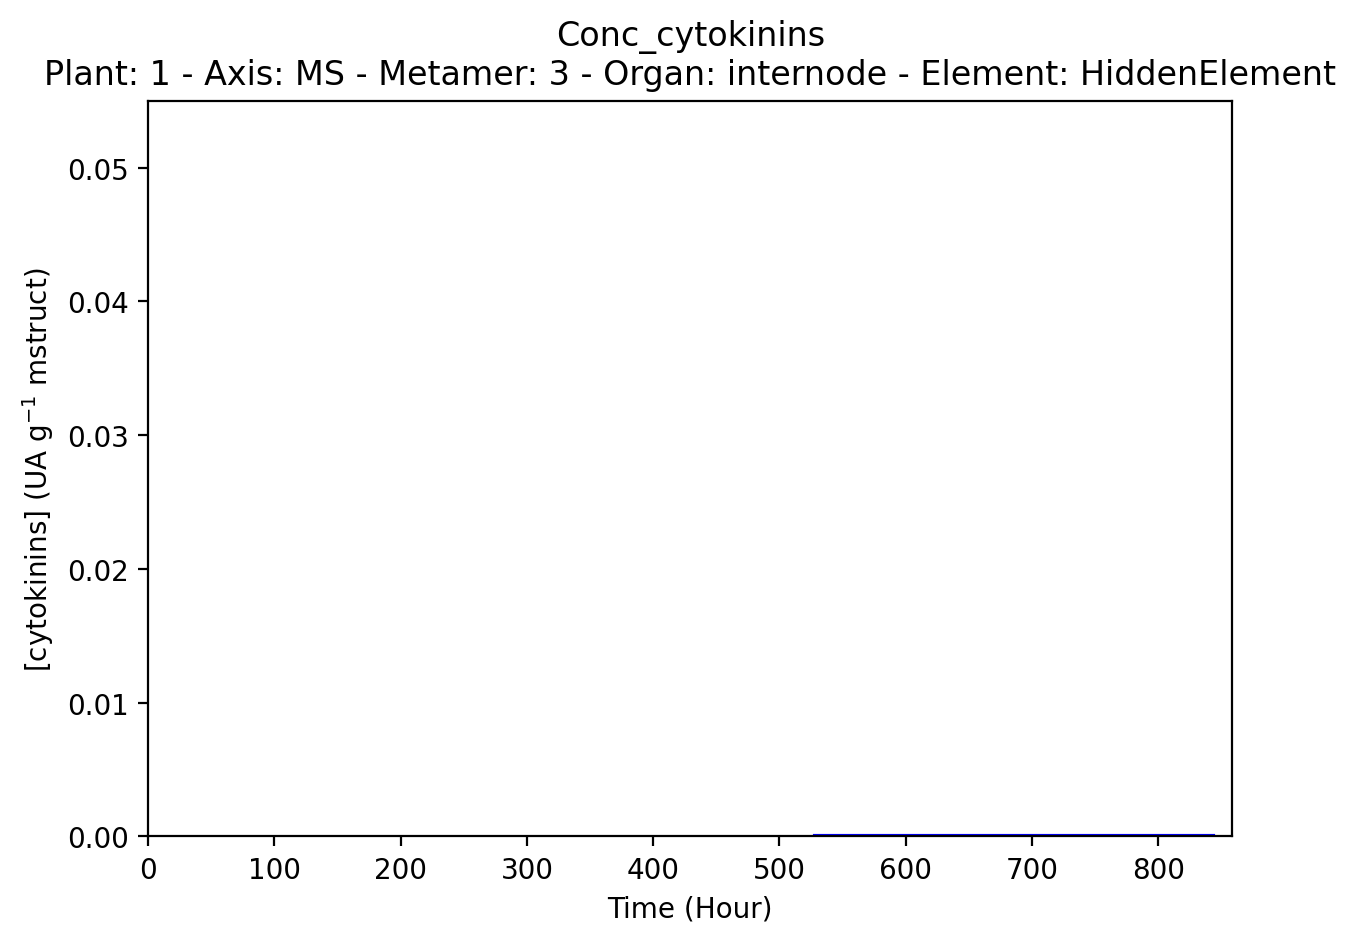 Conc_cytokinins
Plant: 1 - Axis: MS - Metamer: 3 - Organ: internode - Element: HiddenElement
[cytokinins] (UA g⁻¹ mstruct)
0.05
0.04
0.03
0.02
0.01
0.00
0 100 200 300 400 500 600 700 800
Time (Hour)